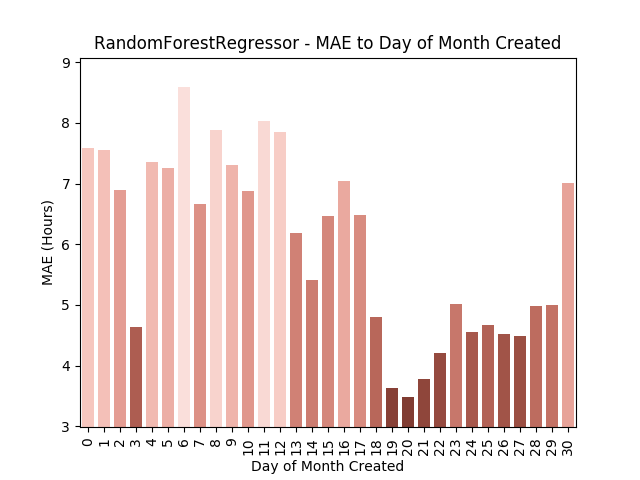 RandomForestRegressor - MAE to Day of Month Created
9
8
7
6
5
4
3
MAE (Hours)
0 1 2 3 4 5 6 7 8 9 10 11 12 13 14 15 16 17 18 19 20 21 22 23 24 25 26 27 28 29 30
Day of Month Created